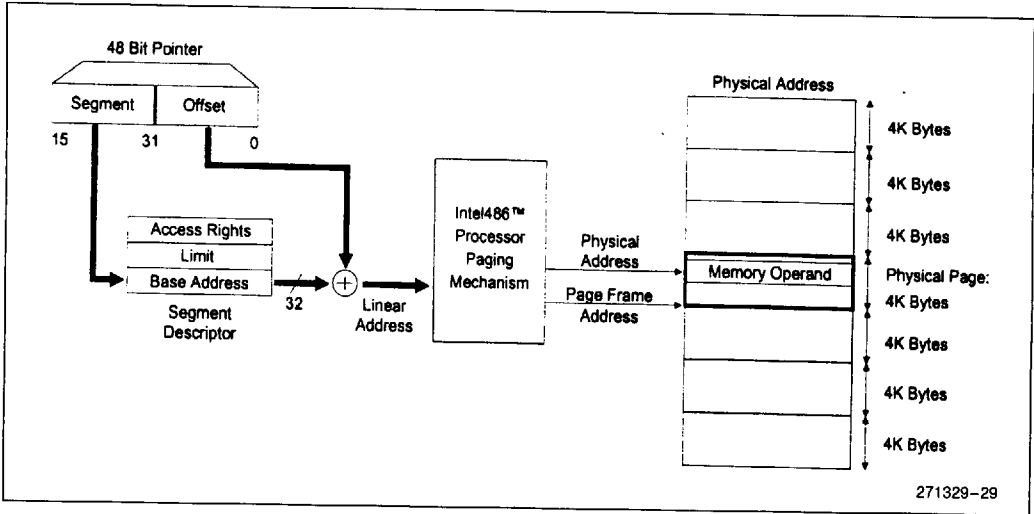 48 Bit Pointer
Segment
Offset
15
31
0
Access Rights
Limit
Base Address
Segment
Descriptor
32
+
Linear
Address
Intel486™
Processor
Paging
Mechanism
Physical
Address
Page Frame
Address
Physical Address
4K Bytes
4K Bytes
4K Bytes
Memory Operand
Physical Page:
4K Bytes
4K Bytes
4K Bytes
4K Bytes
271329–29